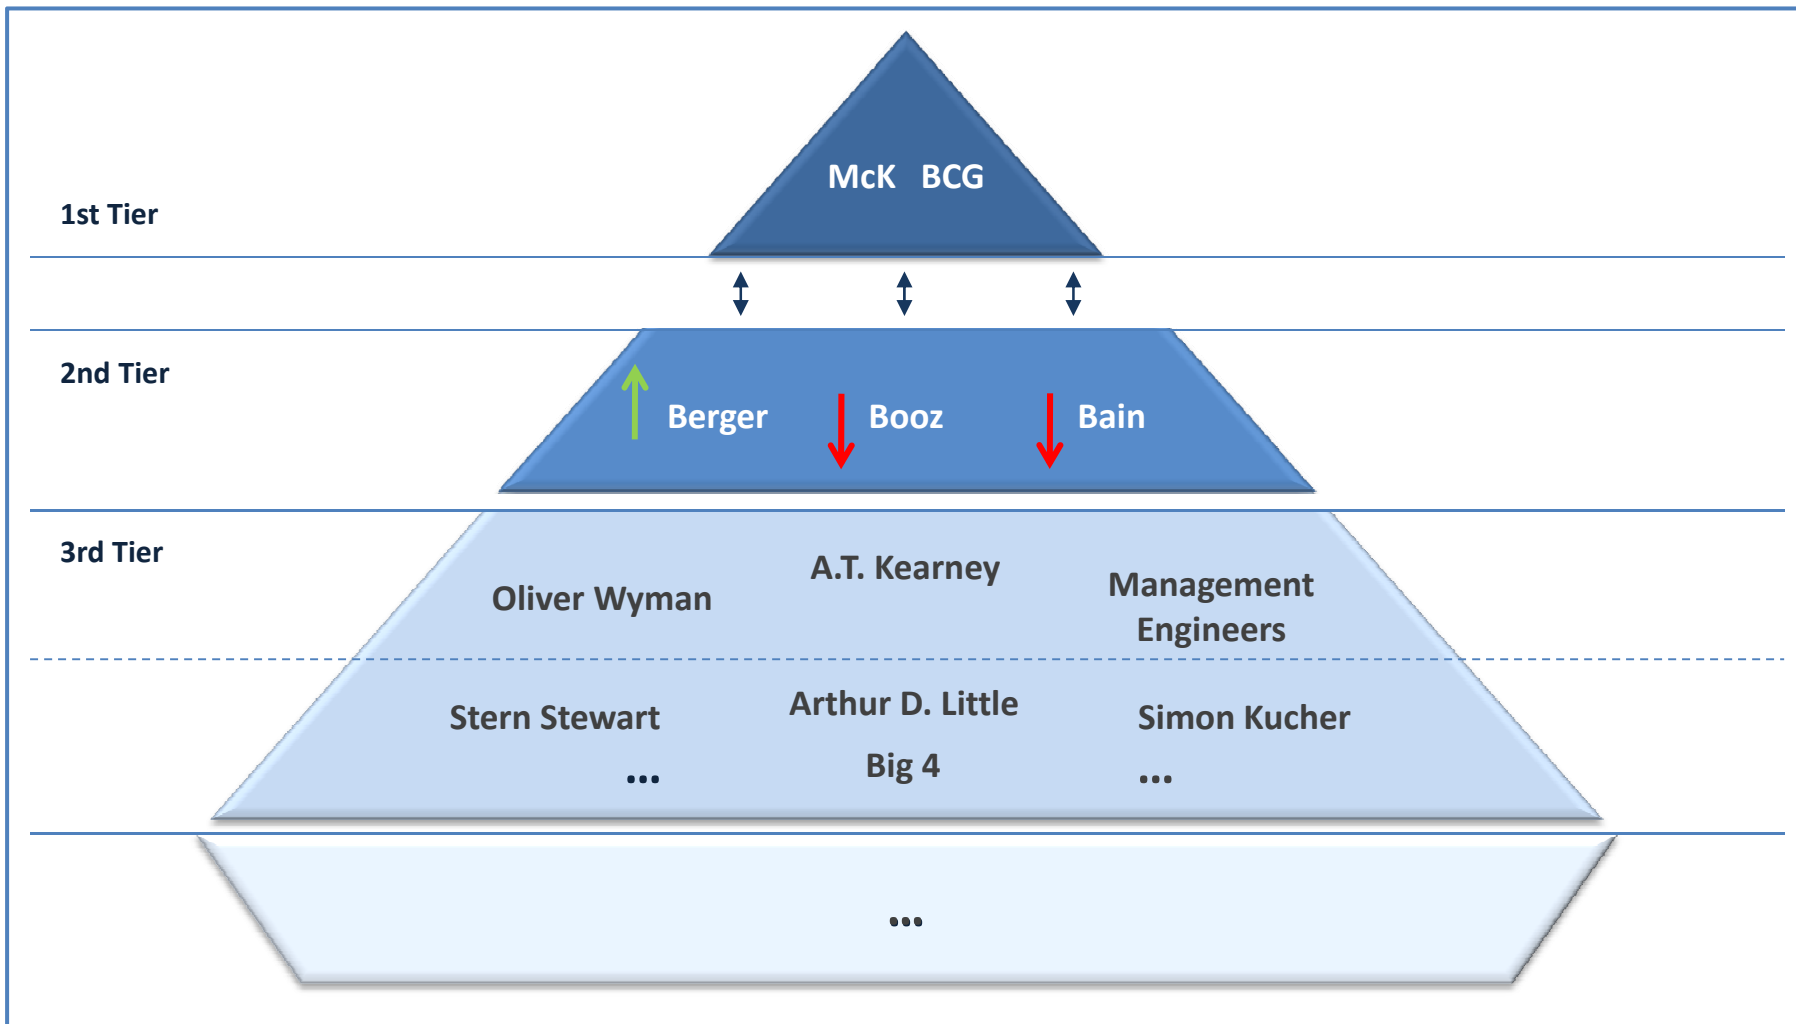 McK BCG
1st Tier
2nd Tier
Berger Booz Bain
3rd Tier
A.T. Kearney
Oliver Wyman
Management
Engineers
Stern Stewart
Arthur D. Little
Simon Kucher
... Big 4 ...
...